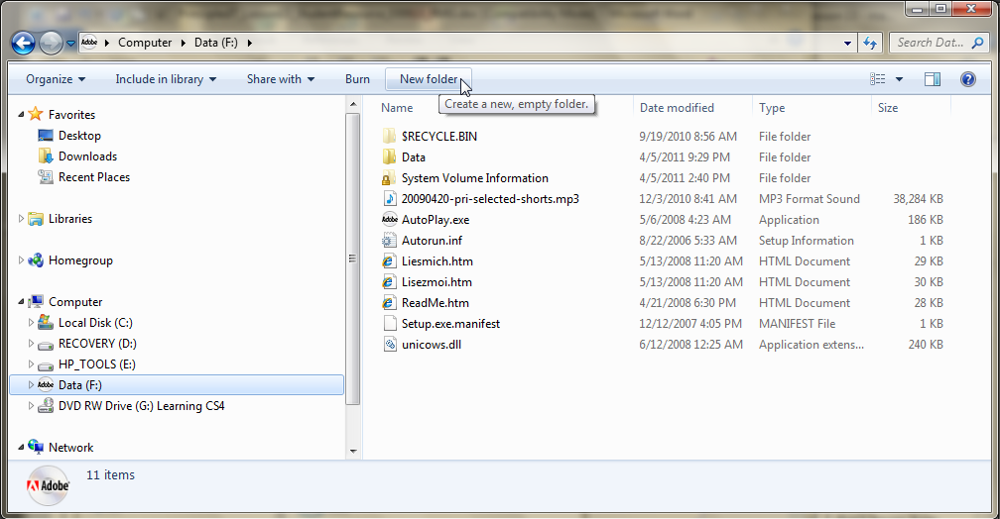 Adobe Computer Data (F:) Search Dat...
Organize Include in library Share with Burn New folder
Create a new, empty folder.
Favorites
Desktop
Downloads
Recent Places
Libraries
Homegroup
Computer
Local Disk (C:)
RECOVERY (D:)
HP_TOOLS (E:)
Adobe Data (F:)
DVD RW Drive (G:) Learning CS4
Network
Name Date modified Type Size
$RECYCLE.BIN 9/19/2010 8:56 AM File folder
Data 4/5/2011 9:29 PM File folder
System Volume Information 4/5/2011 2:40 PM File folder
20090420-pri-selected-shorts.mp3 12/3/2010 8:41 AM MP3 Format Sound 38,284 KB
Adobe AutoPlay.exe 5/6/2008 4:23 AM Application 186 KB
Autorun.inf 8/22/2006 5:33 AM Setup Information 1 KB
Liesmich.htm 5/13/2008 11:20 AM HTML Document 29 KB
Lisezmoi.htm 5/13/2008 11:20 AM HTML Document 30 KB
ReadMe.htm 4/21/2008 6:30 PM HTML Document 28 KB
Setup.exe.manifest 12/12/2007 4:05 PM MANIFEST File 1 KB
unicows.dll 6/12/2008 12:25 AM Application extens... 240 KB
Adobe 11 items